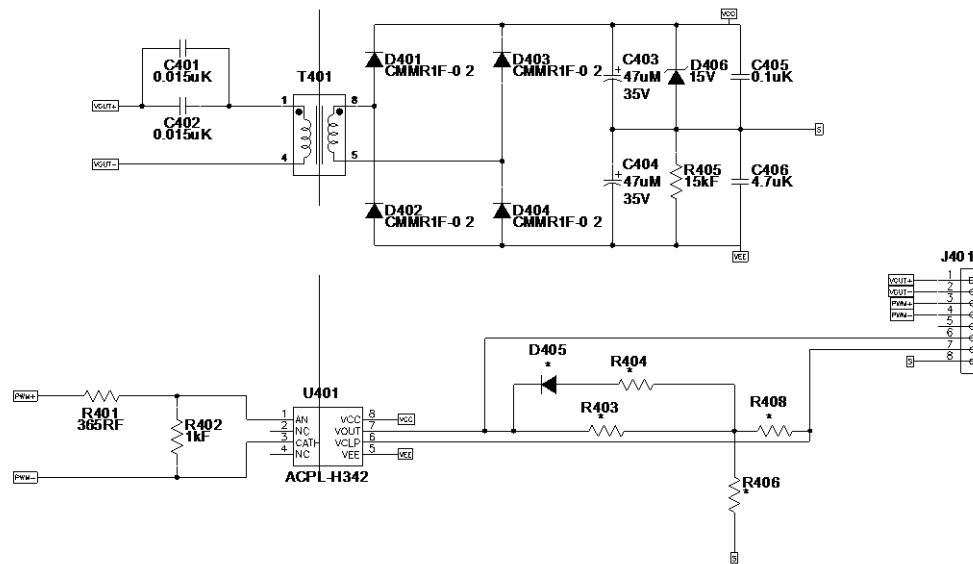 VCC
C401
0.015uK
VOUT+
C402
0.015uK
VOUT-
T401
1
8
4
5
D401
CMMR1F-0 2
D403
CMMR1F-0 2
C403
47uM
35V
D406
15V
C405
0.1uK
S
D402
CMMR1F-0 2
D404
CMMR1F-0 2
C404
47uM
35V
R405
15kF
C406
4.7uK
VEE
J401
VOUT+ 1
VOUT- 2
PWM+ 3
PWM- 4
5
6
7
S 8
PWM+
R401
365RF
R402
1kF
PWM-
U401
1 AN VCC 8 VCC
2 NC VOUT 7
3 CATH VCLP 6
4 NC VEE 5 VEE
ACPL-H342
D405
*
R404
*
R403
*
R408
*
R406
*
S